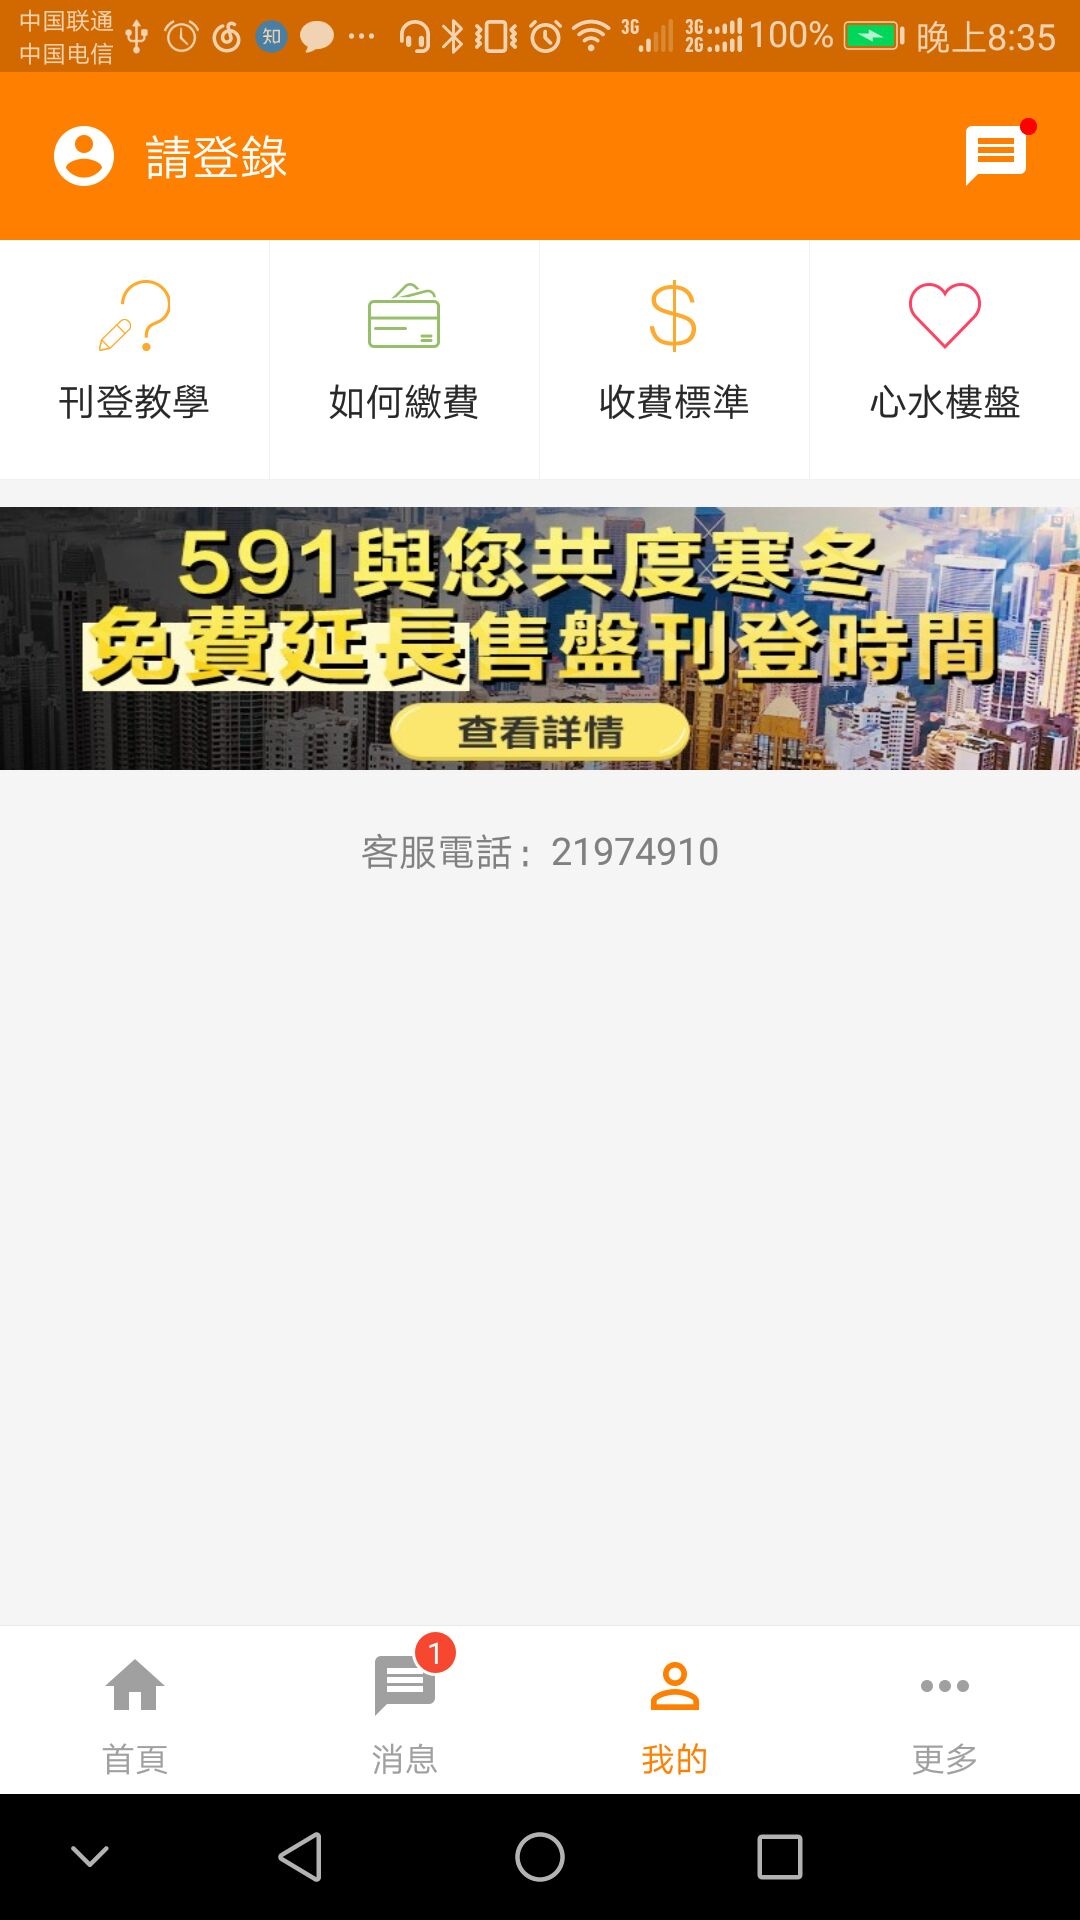 中国联通
中国电信
知
3G
3G
2G
100%
晚上8:35
請登錄
刊登教學
如何繳費
收費標準
心水樓盤
591與您共度寒冬
免費延長售盤刊登時間
查看詳情
客服電話：21974910
1
首頁
消息
我的
更多